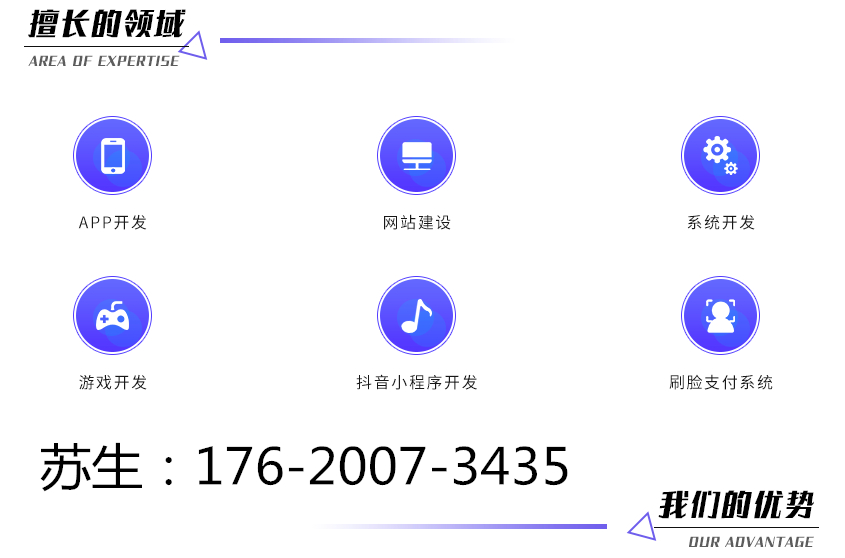 擅长的领域
AREA OF EXPERTISE
APP开发
网站建设
系统开发
游戏开发
抖音小程序开发
刷脸支付系统
苏生：176-2007-3435
我们的优势
OUR ADVANTAGE